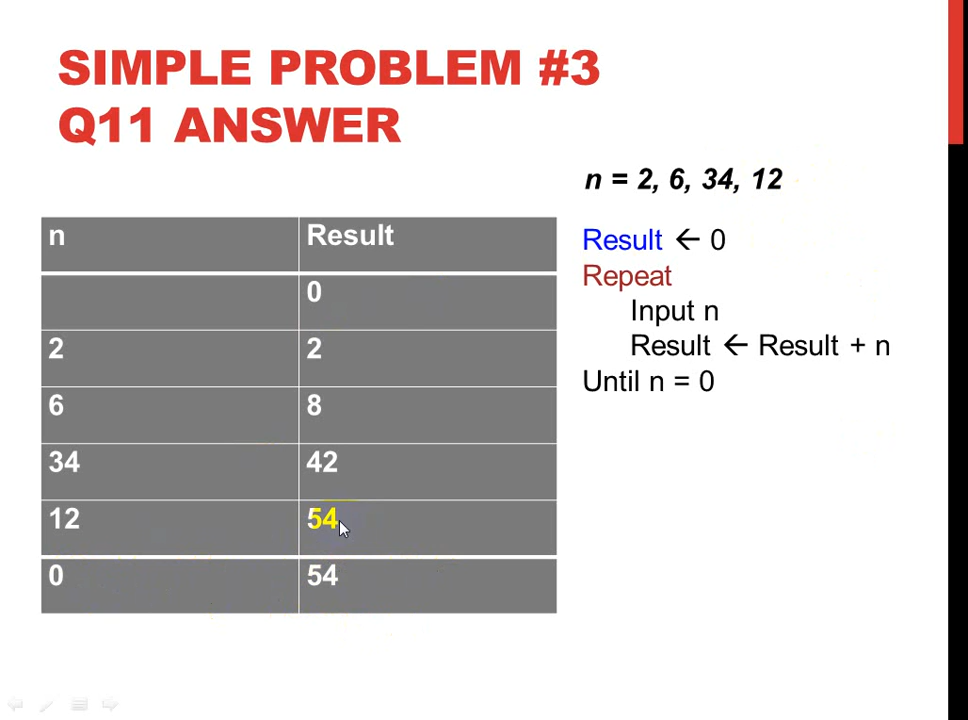 SIMPLE PROBLEM #3
Q11 ANSWER
n = 2, 6, 34, 12
n Result
0
2 2
6 8
34 42
12 54
0 54
Result ← 0
Repeat
Input n
Result ← Result + n
Until n = 0